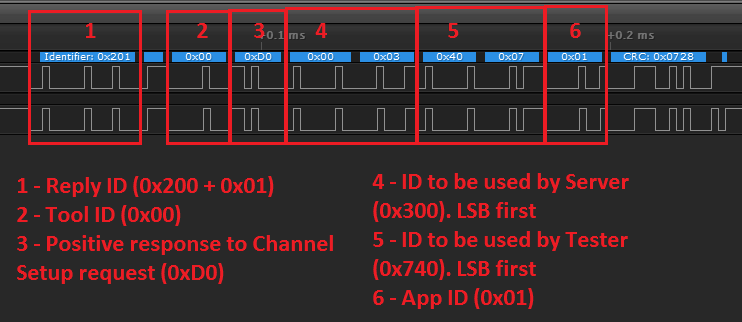 1 2 3 4 5 6
+0.1 ms +0.2 ms
Identifier: 0x201 0x00 0xD0 0x00 0x03 0x40 0x07 0x01 CRC: 0x0728
1 - Reply ID (0x200 + 0x01)
2 - Tool ID (0x00)
3 - Positive response to Channel
Setup request (0xD0)
4 - ID to be used by Server
(0x300). LSB first
5 - ID to be used by Tester
(0x740). LSB first
6 - App ID (0x01)